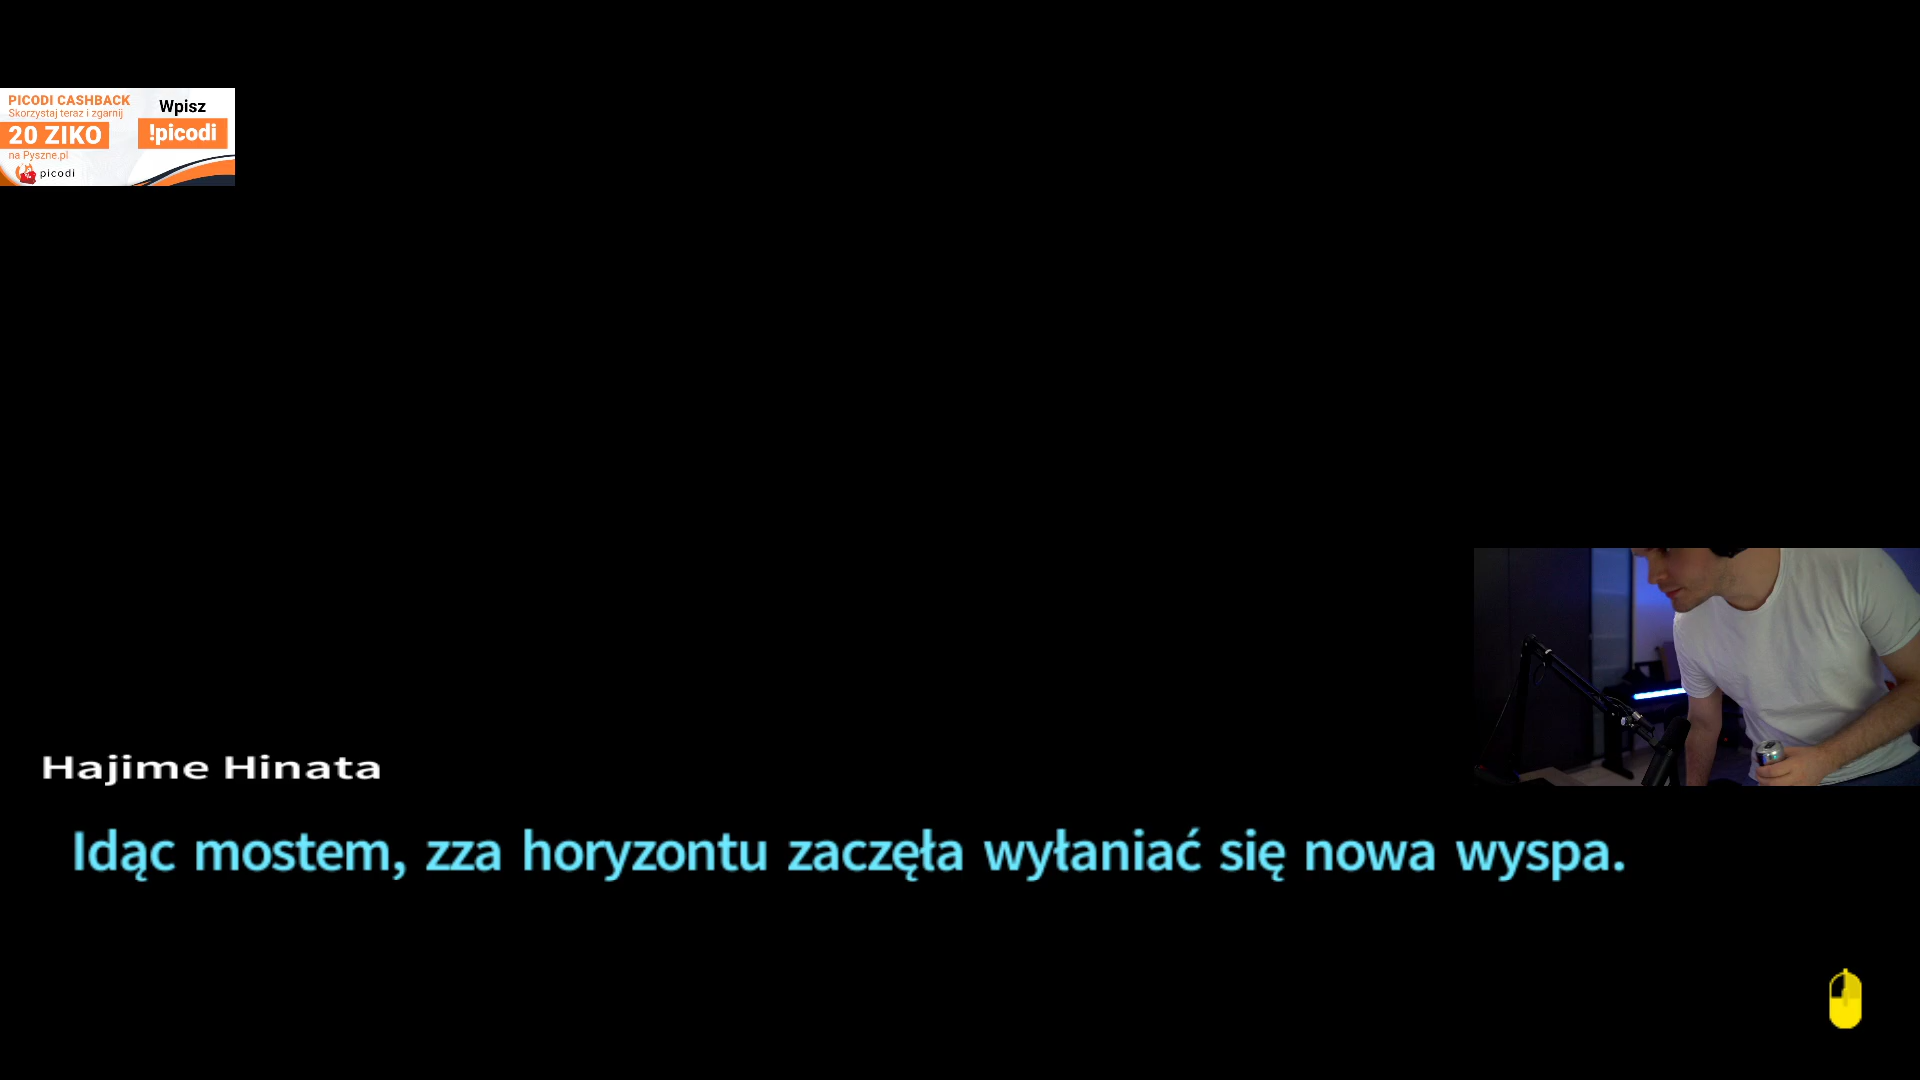 PICODI CASHBACK
Skorzystaj teraz i zgarnij
20 ZIKO
na Pyszne.pl
picodi
Wpisz
!picodi
Hajime Hinata
Idąc mostem, zza horyzontu zaczęła wyłaniać się nowa wyspa.